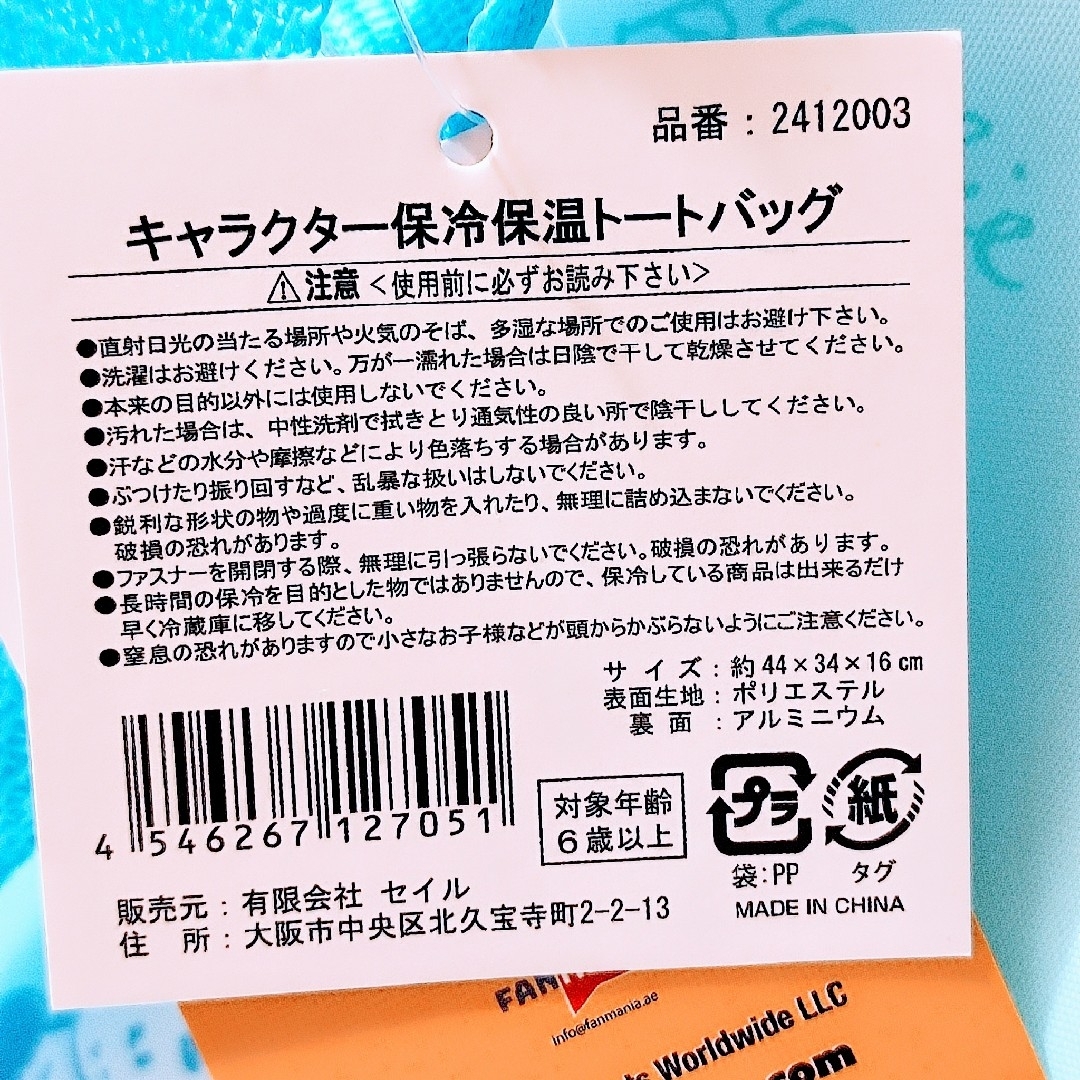 品番：2412003
キャラクター保冷保温トートバッグ
⚠注意＜使用前に必ずお読み下さい＞
●直射日光の当たる場所や火気のそば、多湿な場所でのご使用はお避け下さい。
●洗濯はお避けください。万が一濡れた場合は日陰で干して乾燥させてください。
●本来の目的以外には使用しないでください。
●汚れた場合は、中性洗剤で拭きとり通気性の良い所で陰干ししてください。
●汗などの水分や摩擦などにより色落ちする場合があります。
●ぶつけたり振り回すなど、乱暴な扱いはしないでください。
●鋭利な形状の物や過度に重い物を入れたり、無理に詰め込まないでください。
破損の恐れがあります。
●ファスナーを開閉する際、無理に引っ張らないでください。破損の恐れがあります。
●長時間の保冷を目的とした物ではありませんので、保冷している商品は出来るだけ
早く冷蔵庫に移してください。
●窒息の恐れがありますので小さなお子様などが頭からかぶらないようにご注意ください。
サイズ：約44×34×16㎝
表面生地：ポリエステル
裏面：アルミニウム
4 546267 127051
対象年齢
6歳以上
プラ
紙
袋：PP
タグ
MADE IN CHINA
販売元：有限会社 セイル
住　所：大阪市中央区北久宝寺町2-2-13
info@fanmania.ae
Worldwide LLC